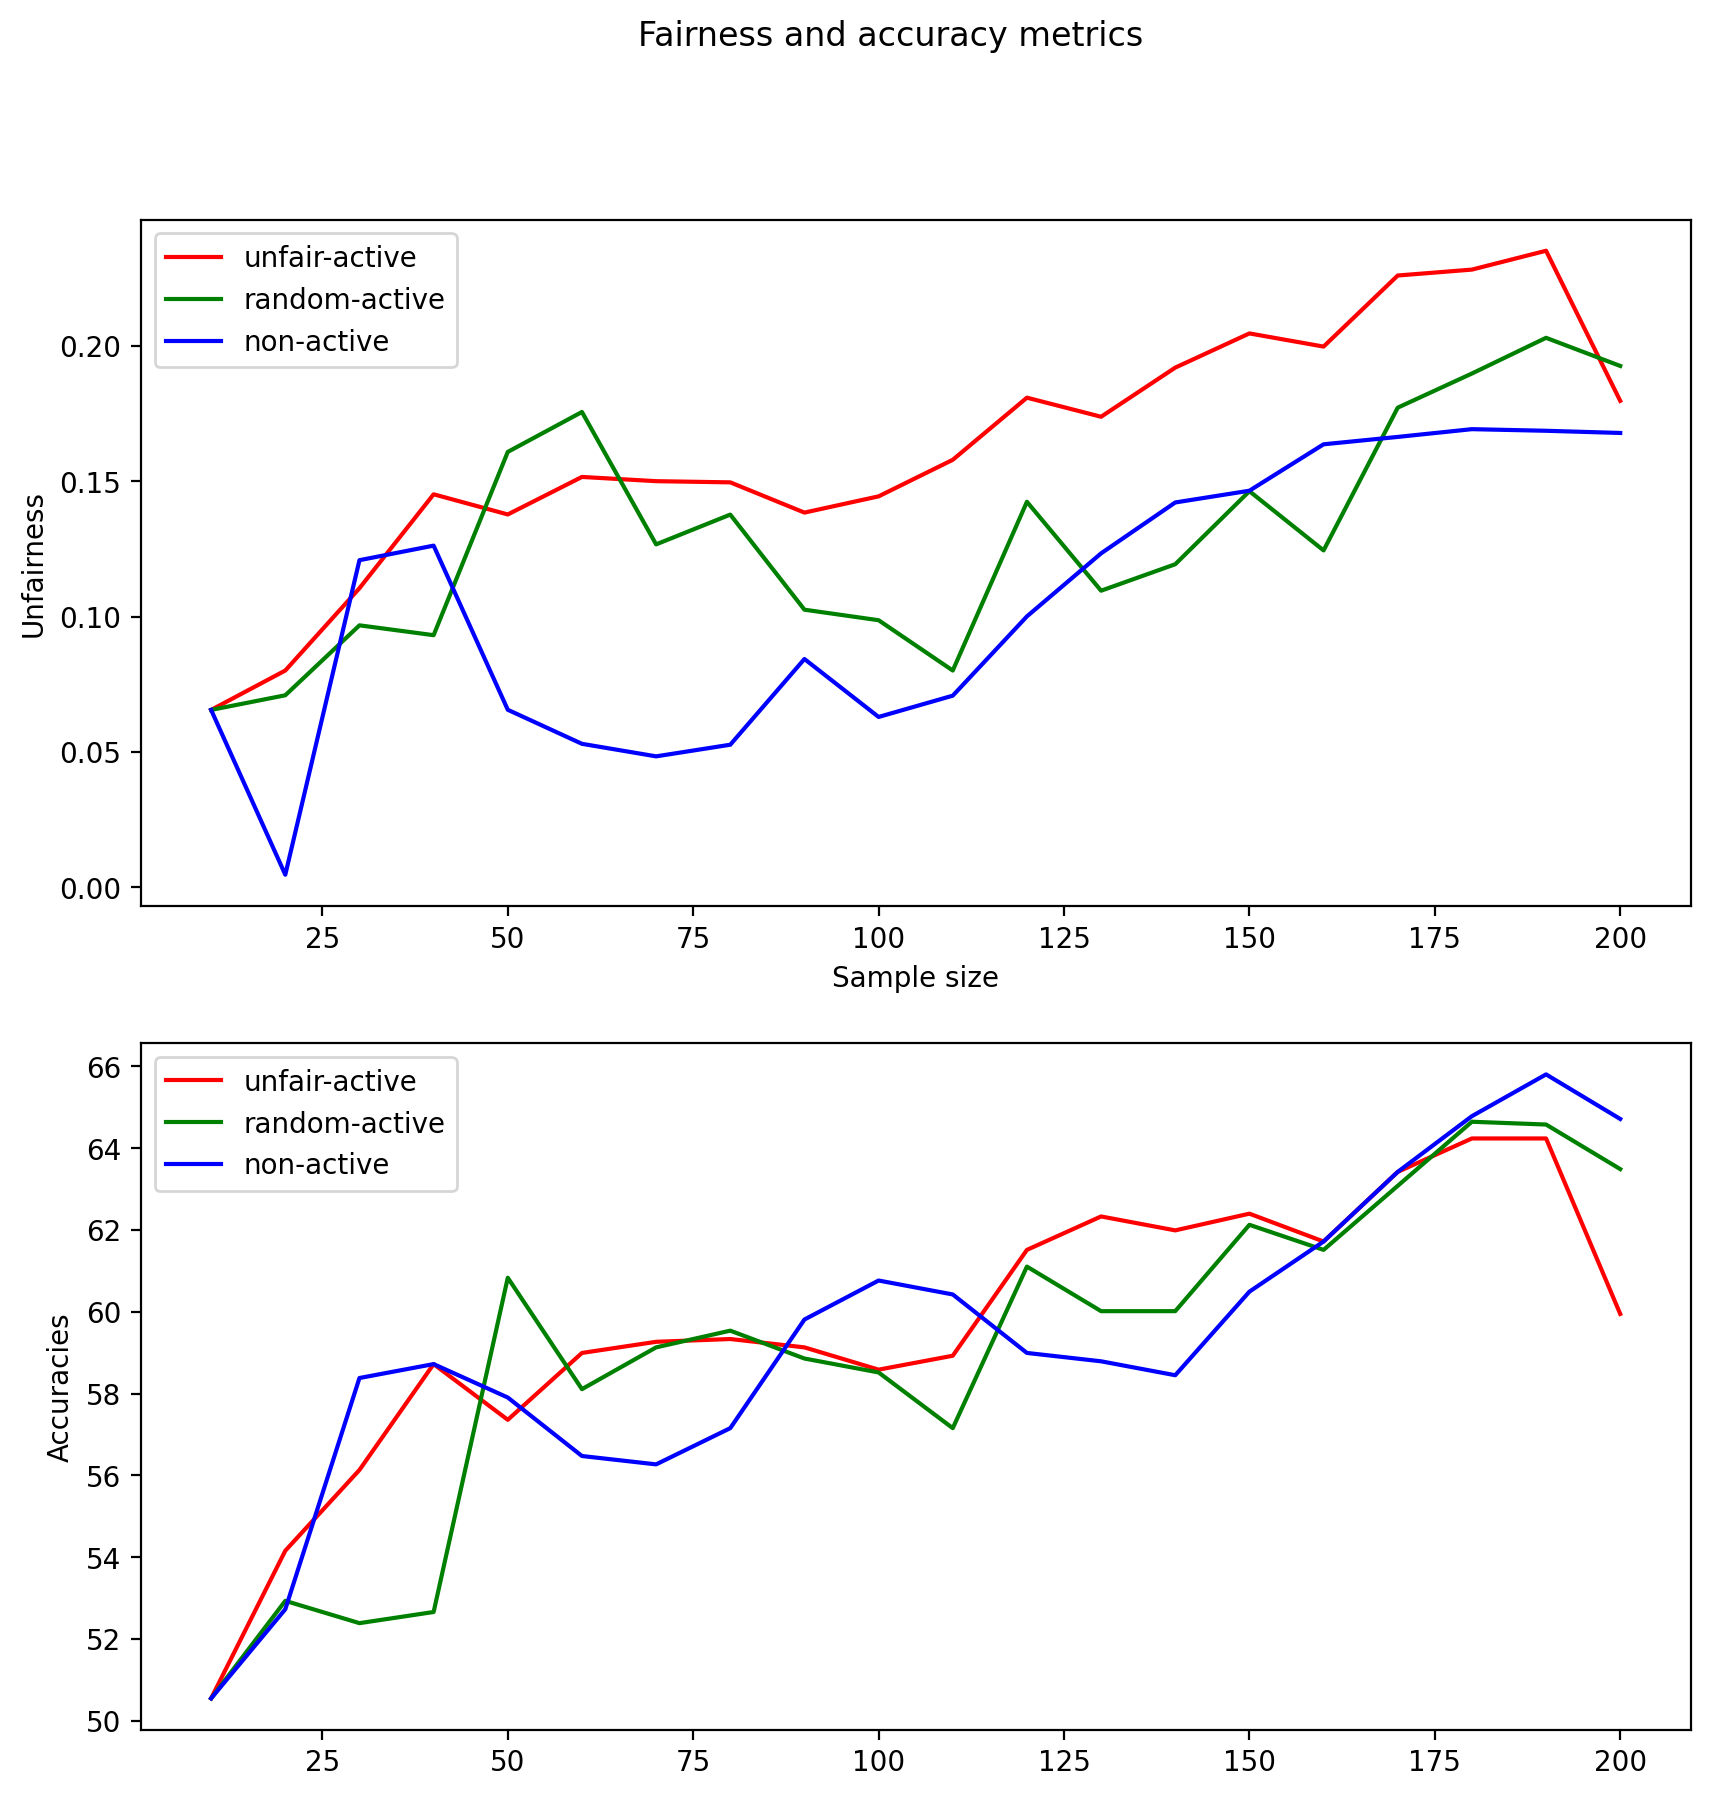 Fairness and accuracy metrics
unfair-active
random-active
non-active
0.20
0.15
0.10
0.05
0.00
Unfairness
25 50 75 100 125 150 175 200
Sample size
unfair-active
random-active
non-active
66
64
62
60
58
56
54
52
50
Accuracies
25 50 75 100 125 150 175 200